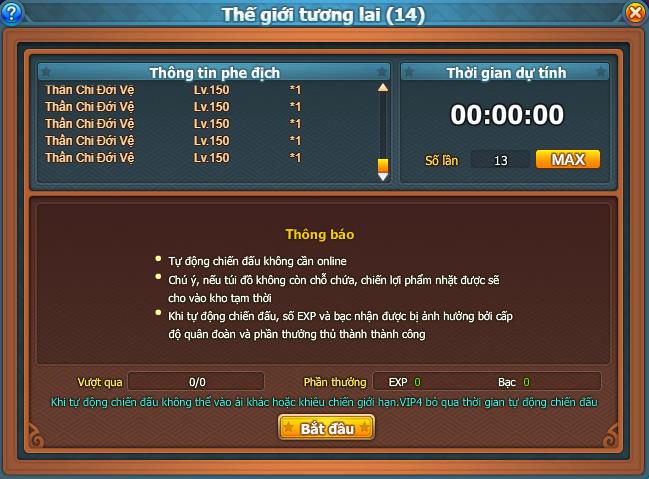 Thế giới tương lai (14)
Thông tin phe địch
Thời gian dự tính
Thần Chi Đới Vệ Lv.150 *1
Thần Chi Đới Vệ Lv.150 *1
Thần Chi Đới Vệ Lv.150 *1
Thần Chi Đới Vệ Lv.150 *1
Thần Chi Đới Vệ Lv.150 *1
00:00:00
Số lần 13 MAX
Thông báo
Tự động chiến đấu không cần online
Chú ý, nếu túi đồ không còn chỗ chứa, chiến lợi phẩm nhặt được sẽ
cho vào kho tạm thời
Khi tự động chiến đấu, số EXP và bạc nhận được bị ảnh hưởng bởi cấp
độ quân đoàn và phần thưởng thủ thành thành công
Vượt qua 0/0 Phần thưởng EXP 0 Bạc 0
Khi tự động chiến đấu không thể vào ải khác hoặc khiêu chiến giới hạn.VIP4 bỏ qua thời gian tự động chiến đấu
Bắt đầu